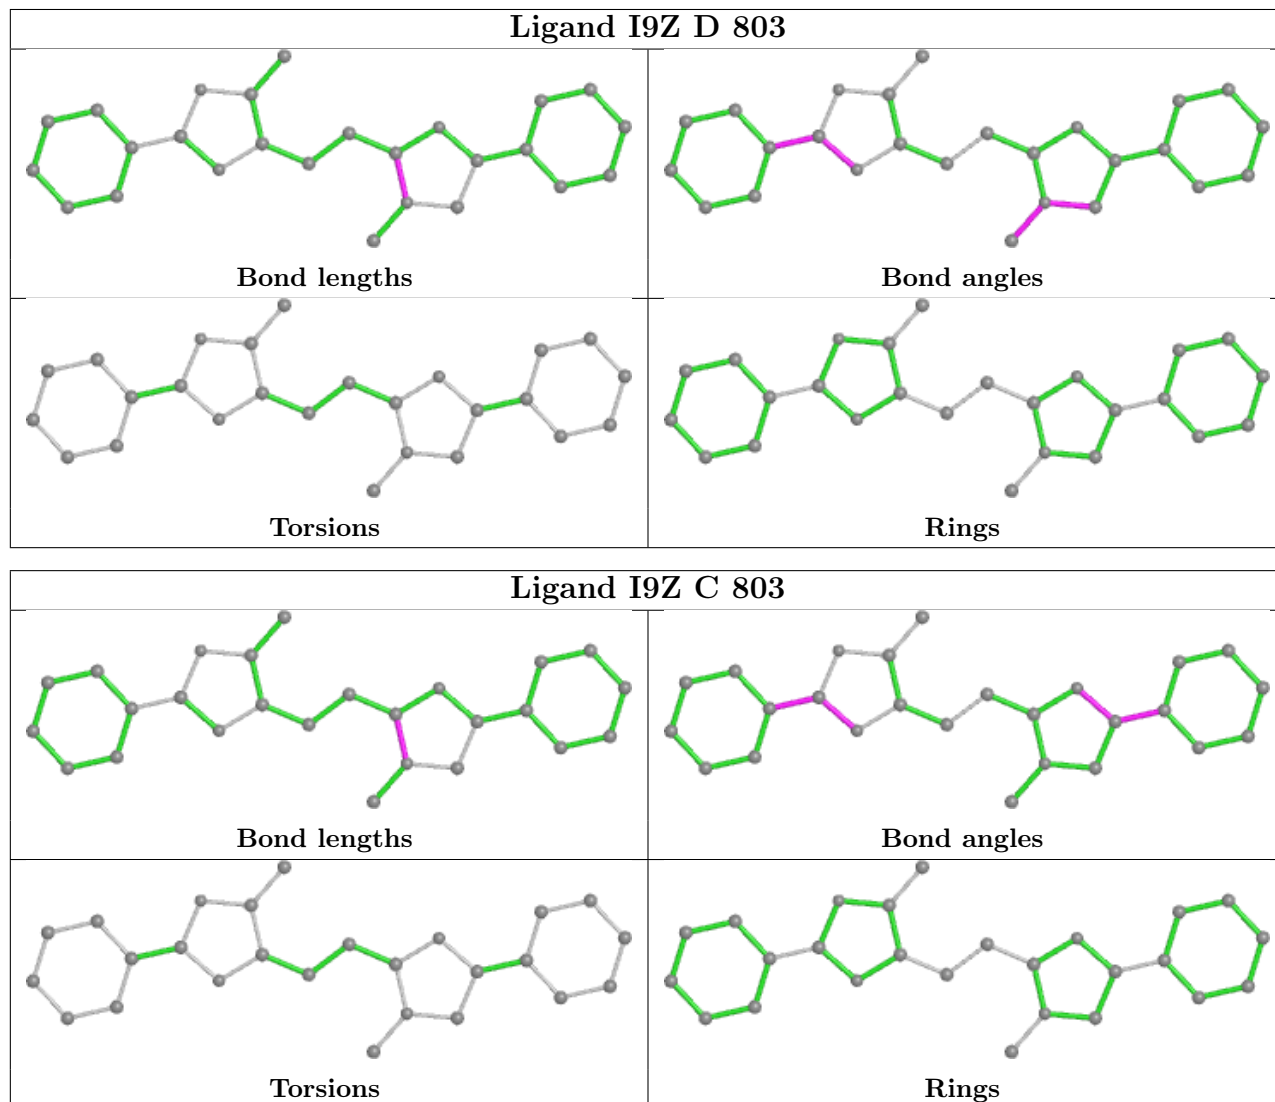 Ligand I9Z D 803
Bond lengths
Bond angles
Torsions
Rings
Ligand I9Z C 803
Bond lengths
Bond angles
Torsions
Rings